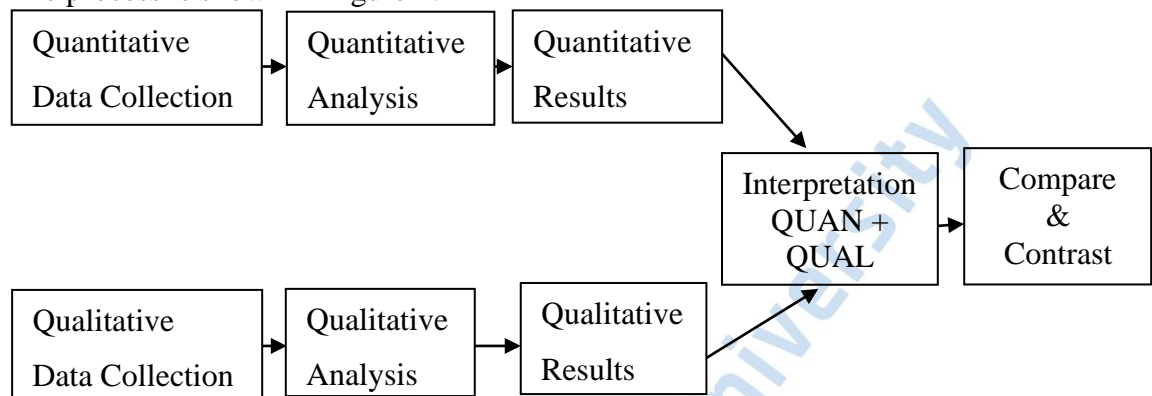 Quantitative
Data Collection
Quantitative
Analysis
Quantitative
Results
Interpretation
QUAN +
QUAL
Compare
&
Contrast
Qualitative
Data Collection
Qualitative
Analysis
Qualitative
Results